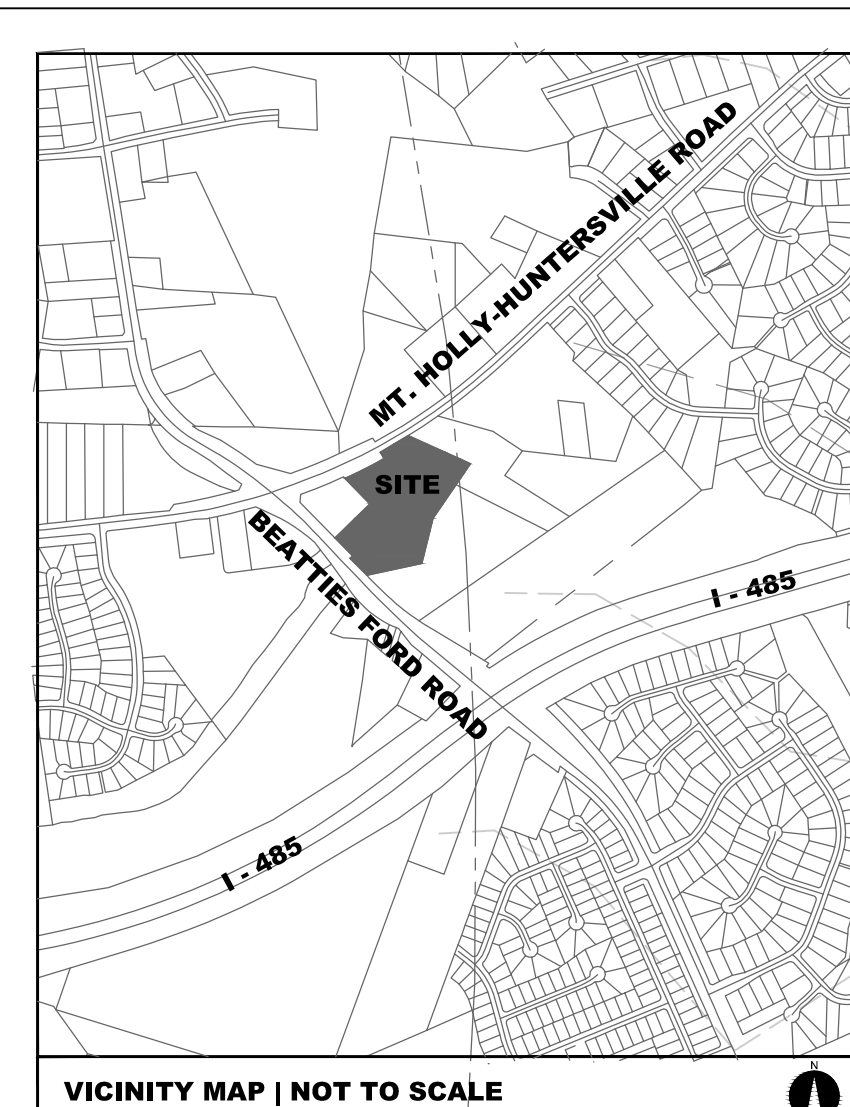 MT. HOLLY-HUNTERSVILLE ROAD
SITE
BEATTIES FORD ROAD
I - 485
I - 485
VICINITY MAP | NOT TO SCALE
N